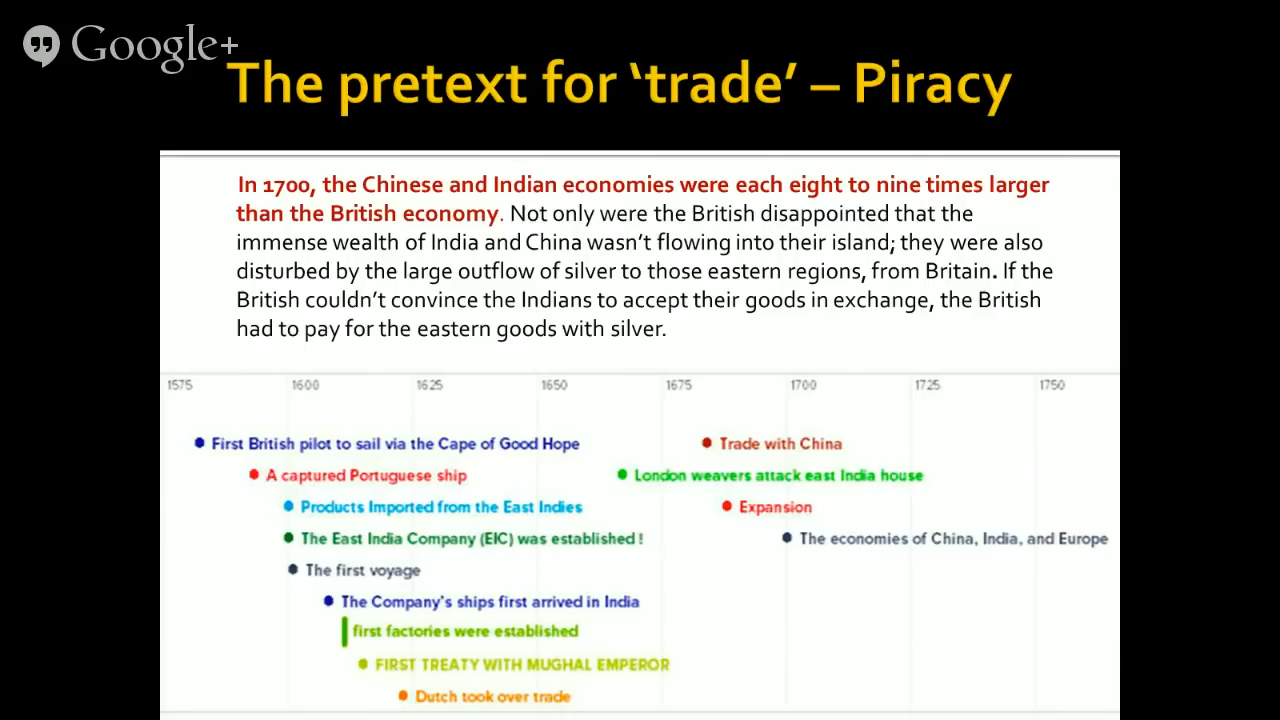 Google+
The pretext for ‘trade’ – Piracy
In 1700, the Chinese and Indian economies were each eight to nine times larger
than the British economy. Not only were the British disappointed that the
immense wealth of India and China wasn’t flowing into their island; they were also
disturbed by the large outflow of silver to those eastern regions, from Britain. If the
British couldn’t convince the Indians to accept their goods in exchange, the British
had to pay for the eastern goods with silver.
1575 1600 1625 1650 1675 1700 1725 1750
First British pilot to sail via the Cape of Good Hope Trade with China
A captured Portuguese ship London weavers attack east India house
Products Imported from the East Indies Expansion
The East India Company (EIC) was established ! The economies of China, India, and Europe
The first voyage
The Company's ships first arrived in India
first factories were established
FIRST TREATY WITH MUGHAL EMPEROR
Dutch took over trade